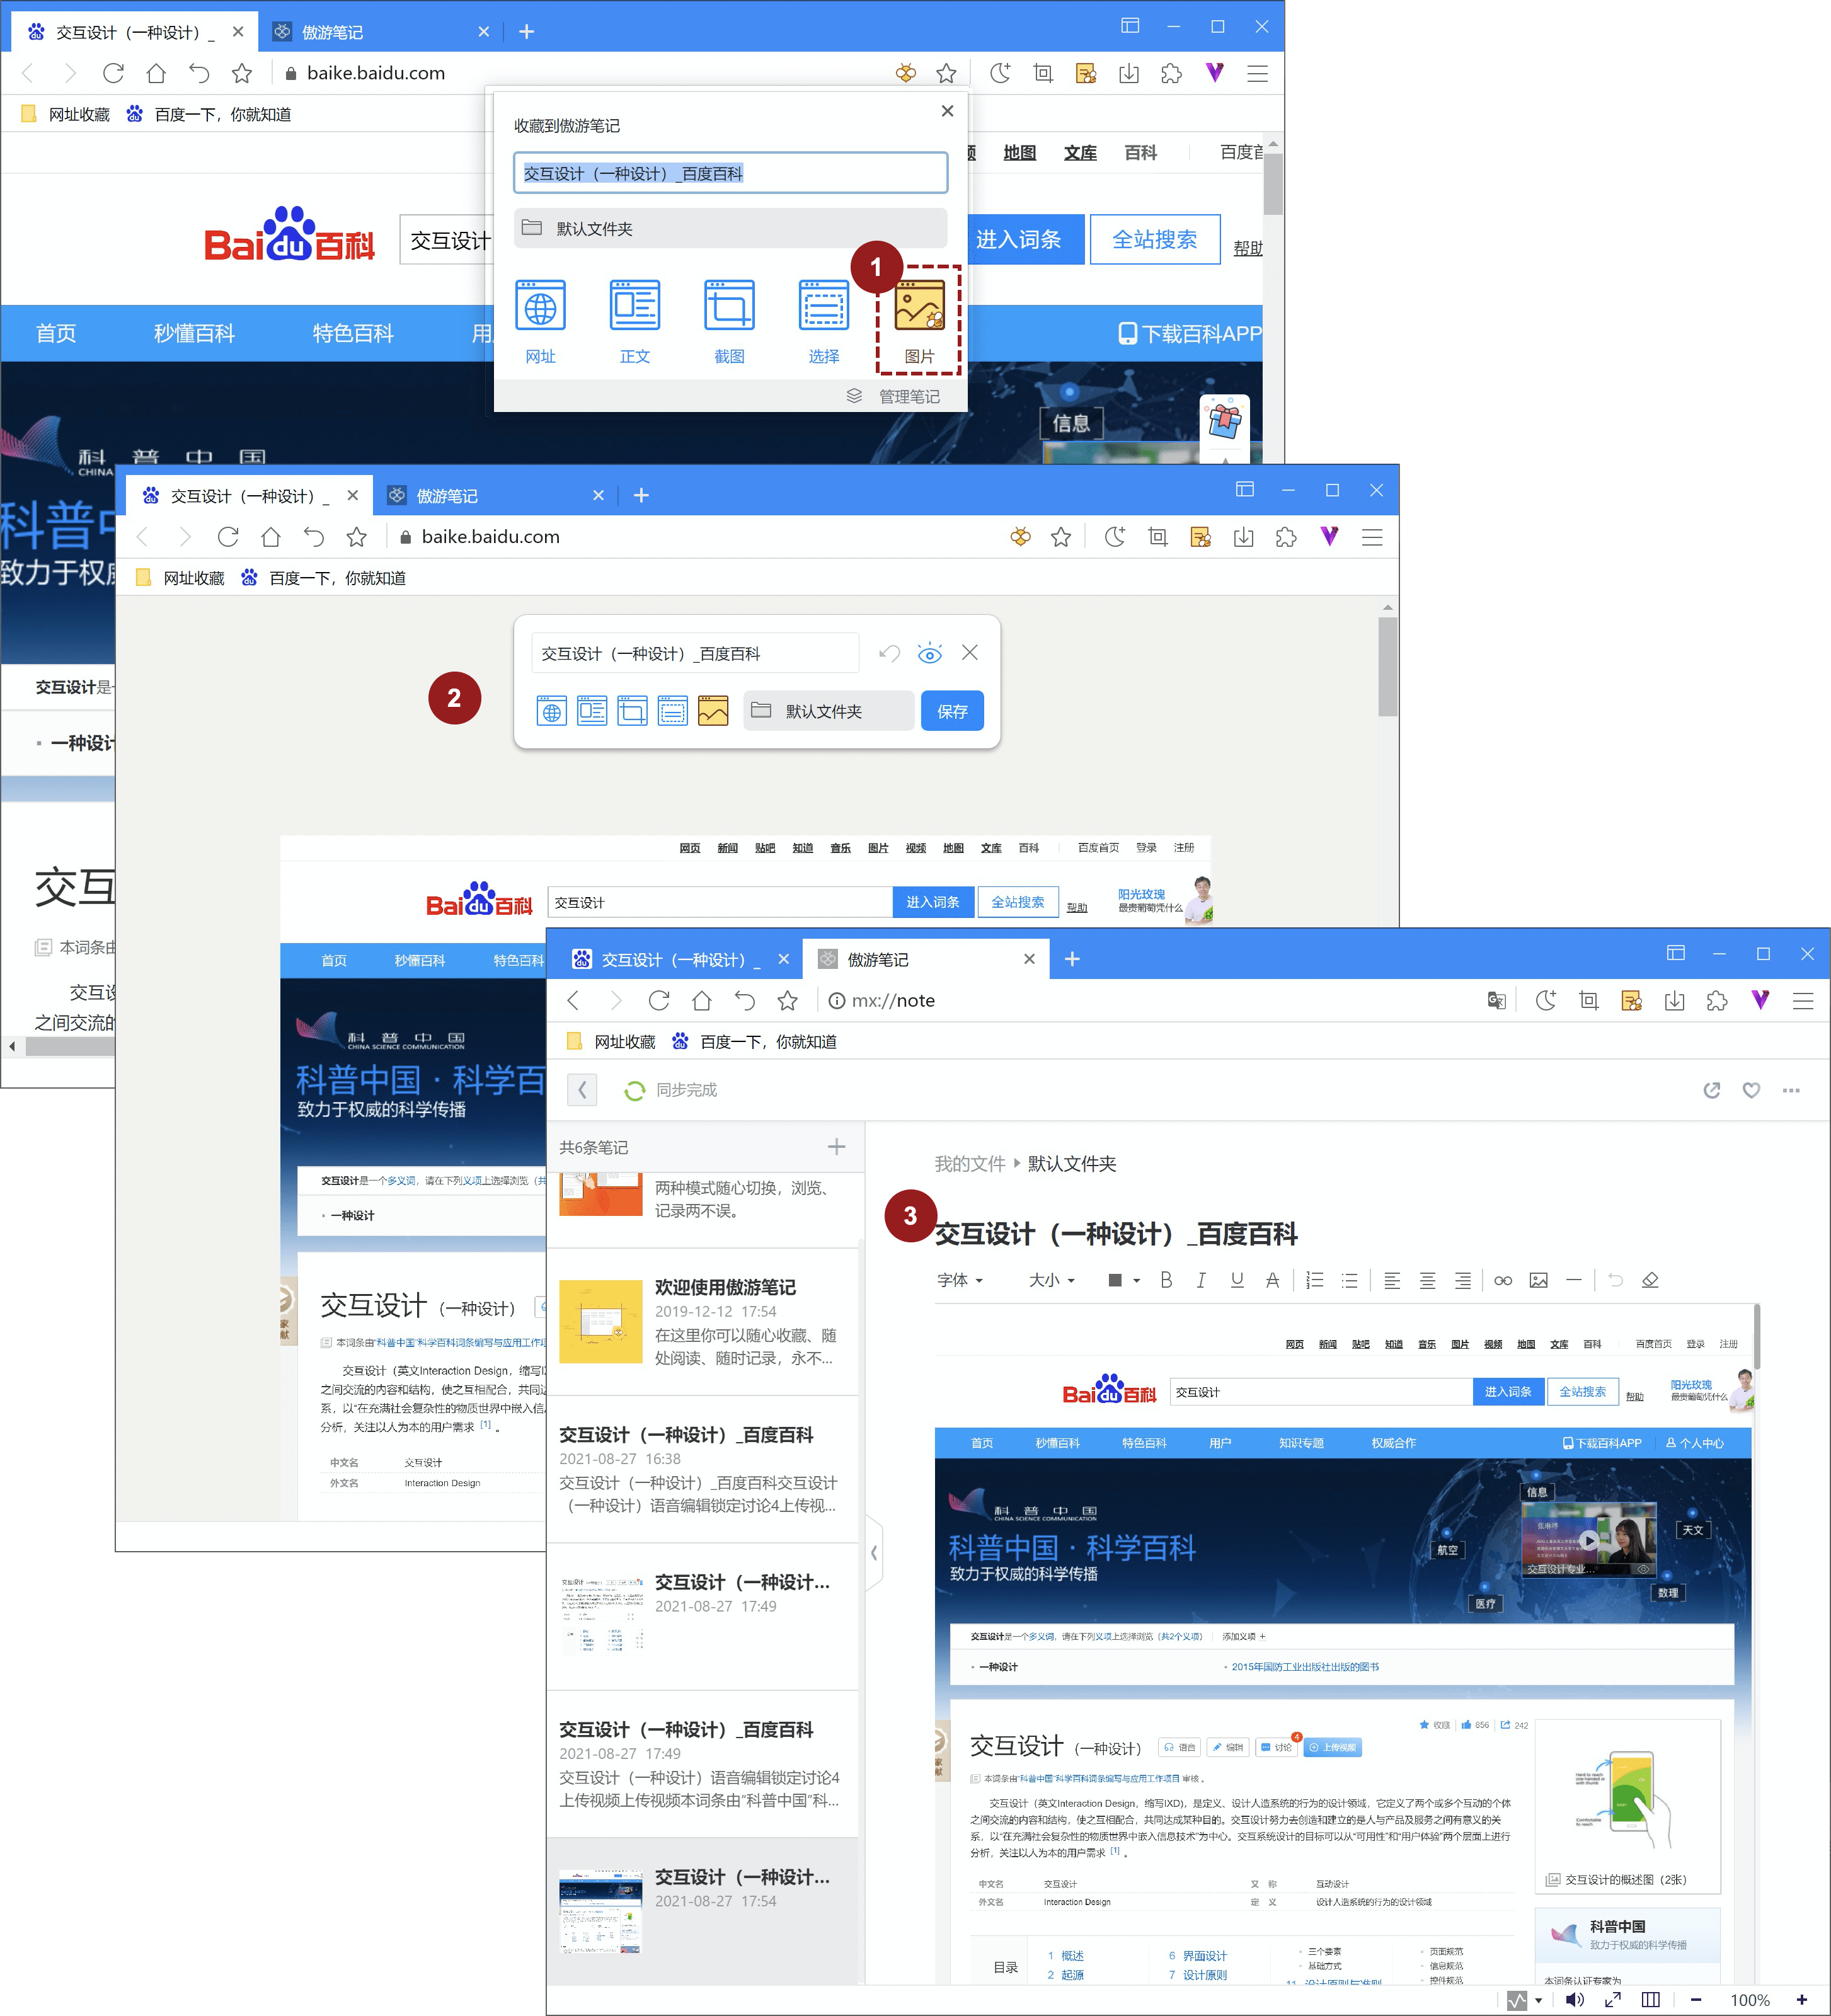 交互设计（一种设计）_
傲游笔记
baike.baidu.com
网址收藏
百度一下，你就知道
收藏到傲游笔记
交互设计（一种设计）_百度百科
默认文件夹
网址
正文
截图
选择
图片
管理笔记
1
地图
文库
百科
Baidu百科
交互设计
进入词条
全站搜索
帮助
首页
秒懂百科
特色百科
下载百科APP
信息
科 普 中 国
致力于权威
交互设计是
一种设计
交互
本词条由
之间交流的
交互设计（一种设计）_
傲游笔记
baike.baidu.com
网址收藏
百度一下，你就知道
2
交互设计（一种设计）_百度百科
默认文件夹
保存
网页 新闻 贴吧 知道 音乐 图片 视频 地图 文库 百科 百度首页 登录 注册
Baidu百科
交互设计
进入词条
全站搜索
帮助
阳光玫瑰
最贵葡萄凭什么
首页 秒懂百科 特色百科
科 普 中 国
CHINA SCIENCE COMMUNICATION
科普中国·科学百
致力于权威的科学传播
交互设计是一个多义词，请在下列义项上选择浏览（共
一种设计
交互设计（一种设计）
本词条由"科普中国"科学百科词条编写与应用工作项
交互设计（英文Interaction Design，缩写I
之间交流的内容和结构，使之互相配合，共同达
系，以"在充满社会复杂性的物质世界中嵌入信息
分析，关注以人为本的用户需求 [1] 。
中文名 交互设计
外文名 Interaction Design
交互设计（一种设计）_
傲游笔记
mx://note
网址收藏
百度一下，你就知道
同步完成
共6条笔记
两种模式随心切换，浏览、
记录两不误。
欢迎使用傲游笔记
2019-12-12 17:54
在这里你可以随心收藏、随
处阅读、随时记录，永不...
交互设计（一种设计）_百度百科
2021-08-27 16:38
交互设计（一种设计）_百度百科交互设计
（一种设计）语音编辑锁定讨论4上传视...
交互设计（一种设计...
2021-08-27 17:49
交互设计（一种设计）_百度百科
2021-08-27 17:49
交互设计（一种设计）语音编辑锁定讨论4
上传视频上传视频本词条由"科普中国"科...
交互设计（一种设计...
2021-08-27 17:54
我的文件 默认文件夹
3
交互设计（一种设计）_百度百科
字体 大小 B I U A
网页 新闻 贴吧 知道 音乐 图片 视频 地图 文库 百科 百度首页 登录 注册
Baidu百科
交互设计
进入词条
全站搜索
帮助
阳光玫瑰
最贵葡萄凭什么
首页 秒懂百科 特色百科 用户 知识专题 权威合作 下载百科APP 个人中心
科 普 中 国
CHINA SCIENCE COMMUNICATION
科普中国·科学百科
致力于权威的科学传播
信息
天文
航空
数理
医疗
交互设计专业...
交互设计是一个多义词，请在下列义项上选择浏览（共2个义项） 添加义项 +
一种设计
2015年国防工业出版社出版的图书
收藏 856 242
交互设计（一种设计） 语音 编辑 讨论 4 上传视频
本词条由"科普中国"科学百科词条编写与应用工作项目 审核 。
交互设计（英文Interaction Design，缩写IXD），是定义、设计人造系统的行为的设计领域，它定义了两个或多个互动的个体
之间交流的内容和结构，使之互相配合，共同达成某种目的。交互设计努力去创造和建立的是人与产品及服务之间有意义的关
系，以"在充满社会复杂性的物质世界中嵌入信息技术"为中心。交互系统设计的目标可以从"可用性"和"用户体验"两个层面上进行
分析，关注以人为本的用户需求 [1] 。
中文名 交互设计 又 称 互动设计
外文名 Interaction Design 定 义 设计人造系统的行为的设计领域
交互设计的概述图（2张）
科普中国
致力于权威的科学传播
本词条认证专家为
目录
1 概述
2 起源
6 界面设计
7 设计原则
三个要素
基础方式
11 设计原则与准则
页面规范
信息规范
控件规范
100%